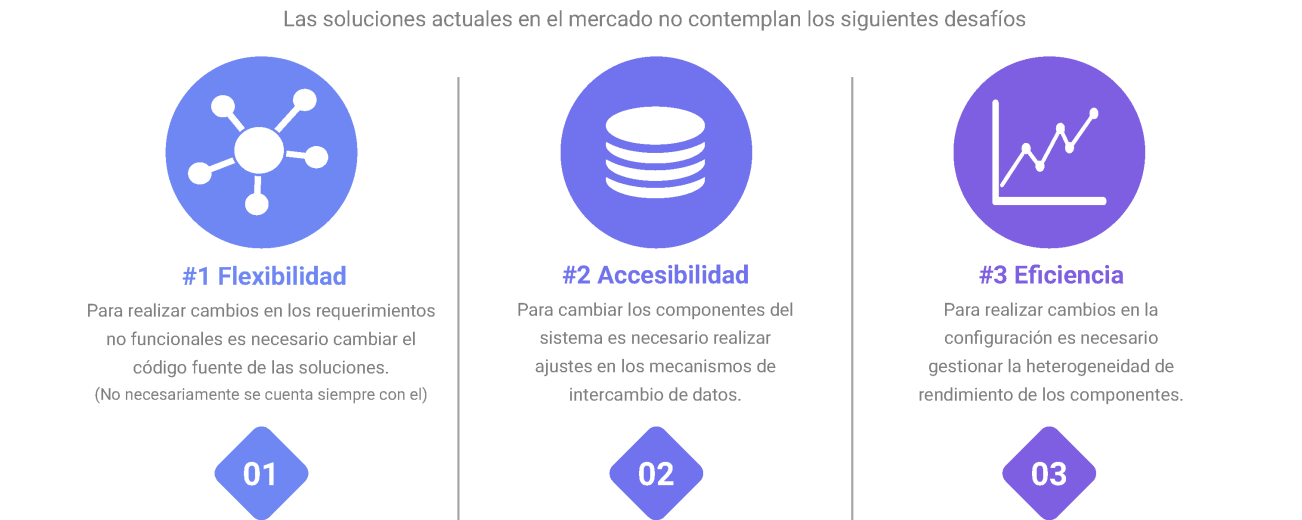 Las soluciones actuales en el mercado no contemplan los siguientes desafíos
#1 Flexibilidad
Para realizar cambios en los requerimientos
no funcionales es necesario cambiar el
código fuente de las soluciones.
(No necesariamente se cuenta siempre con el)
01
#2 Accesibilidad
Para cambiar los componentes del
sistema es necesario realizar
ajustes en los mecanismos de
intercambio de datos.
02
#3 Eficiencia
Para realizar cambios en la
configuración es necesario
gestionar la heterogeneidad de
rendimiento de los componentes.
03